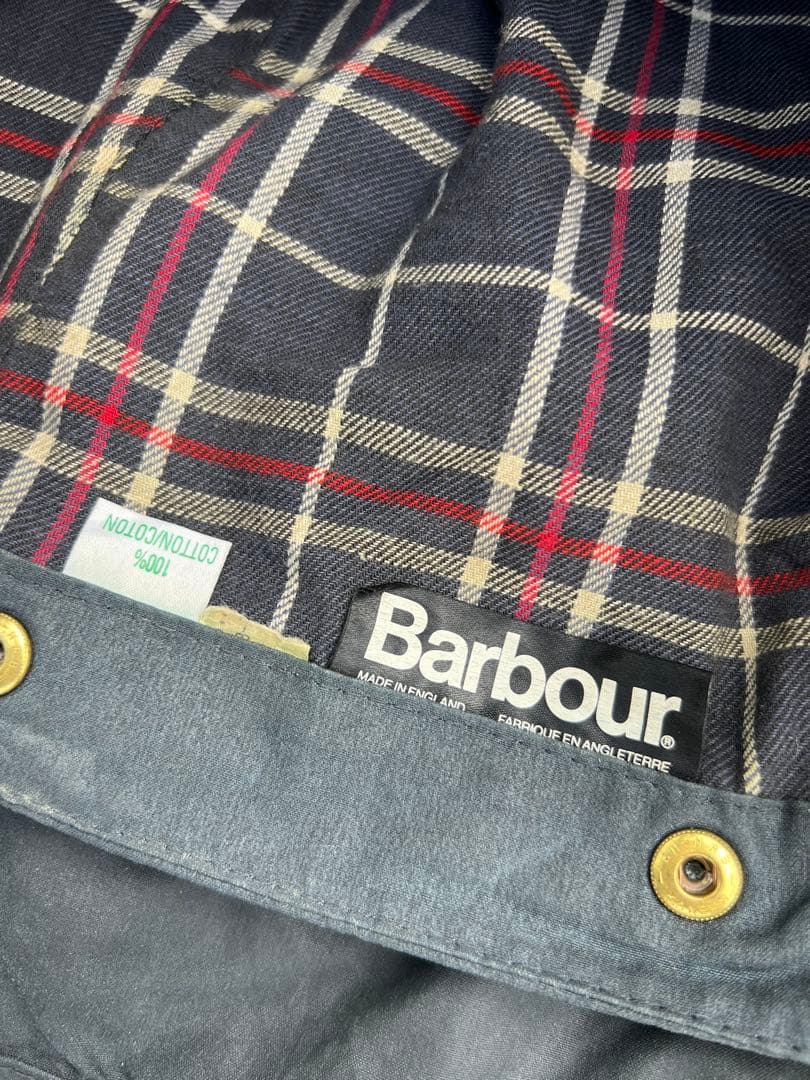 100%
COTTON/COTON
Barbour®
MADE IN ENGLAND
FABRIQUE EN ANGLETERRE